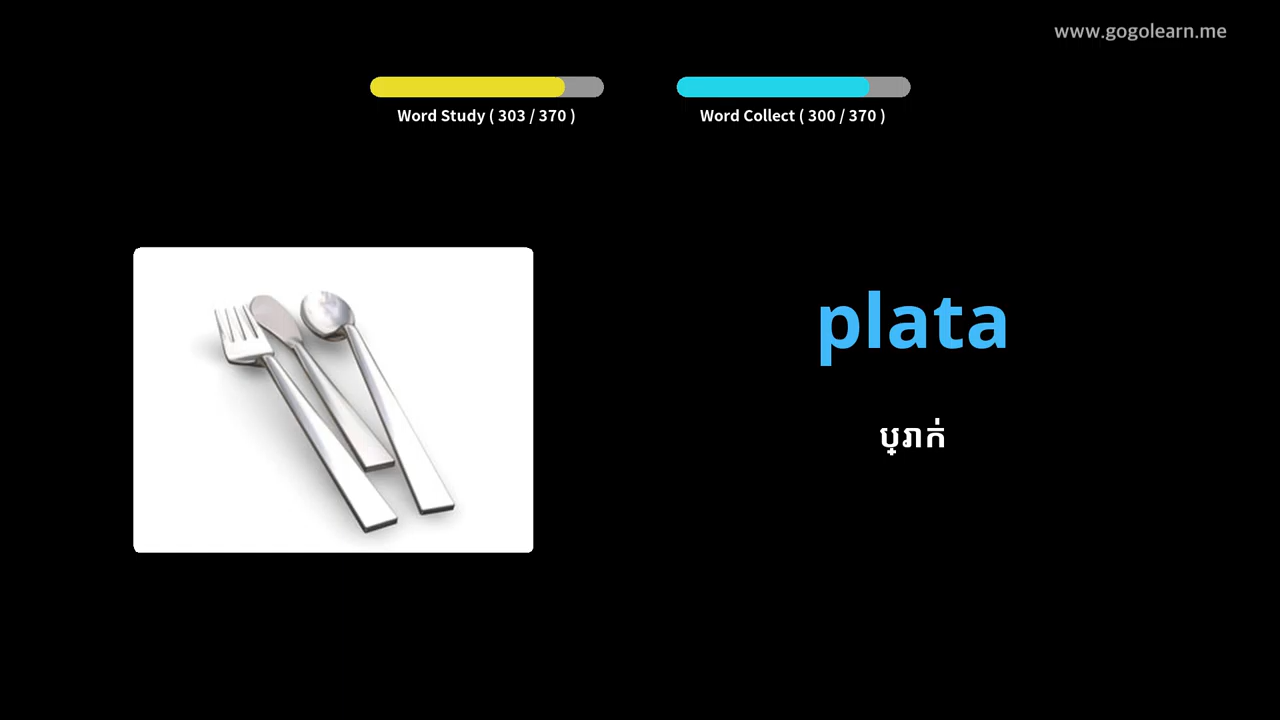 www.gogolearn.me
Word Study ( 303 / 370 )
Word Collect ( 300 / 370 )
plata
ប្រាក់